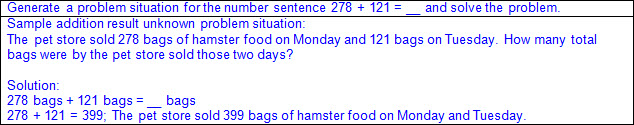 Generate a problem situation for the number sentence 278 + 121 = __ and solve the problem.
Sample addition result unknown problem situation:
The pet store sold 278 bags of hamster food on Monday and 121 bags on Tuesday. How many total
bags were by the pet store sold those two days?
Solution:
278 bags + 121 bags = __ bags
278 + 121 = 399; The pet store sold 399 bags of hamster food on Monday and Tuesday.